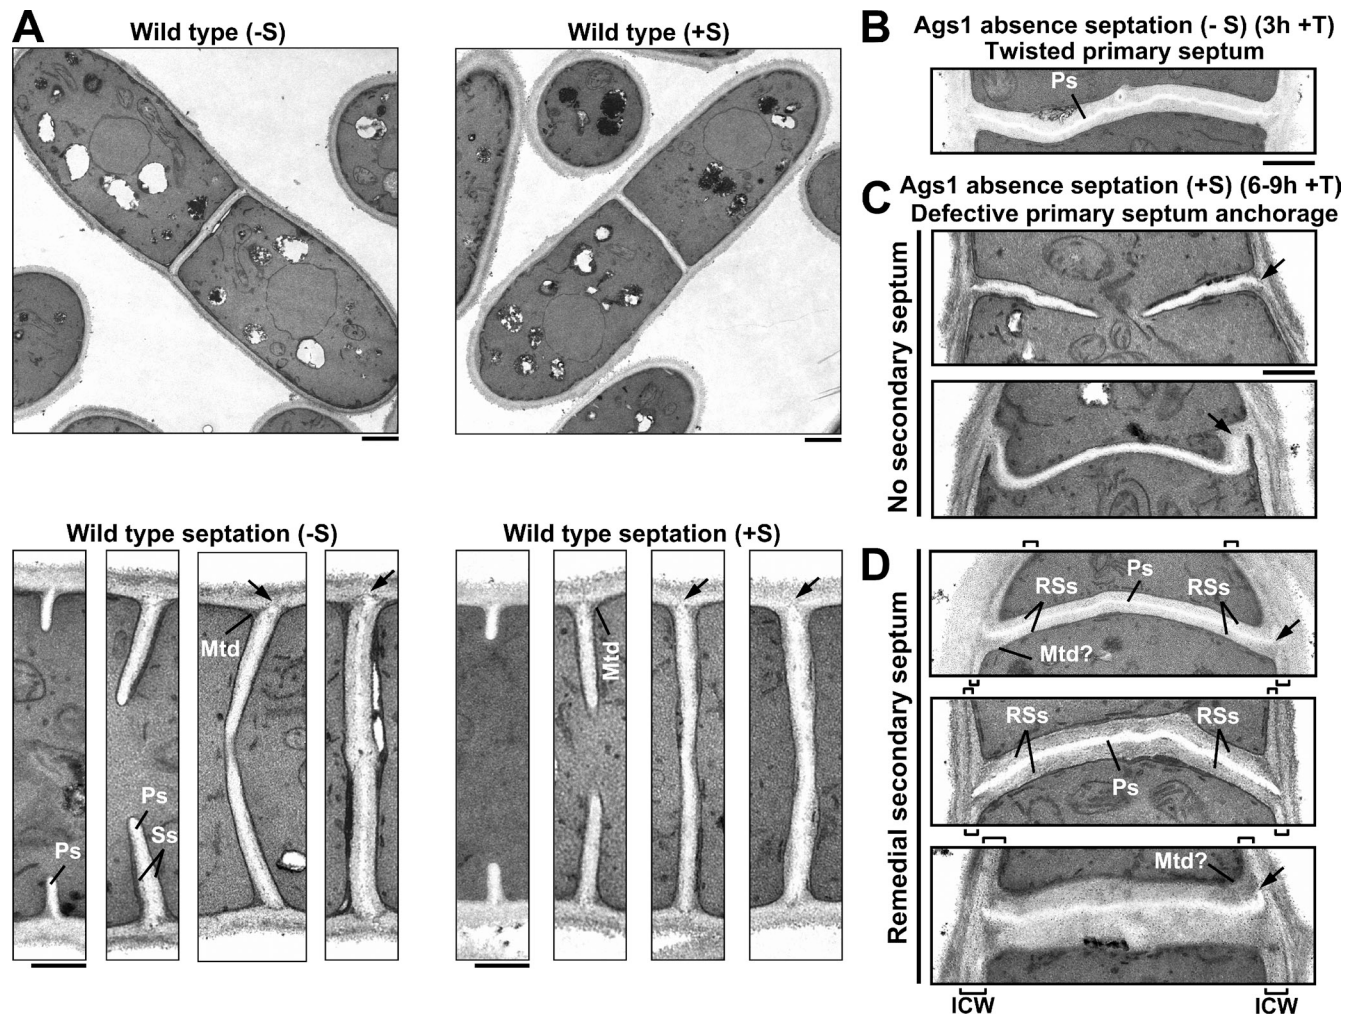 A
Wild type (-S)
Wild type (+S)
Wild type septation (-S)
Mtd
Ps
Ps
Ss
Wild type septation (+S)
Mtd
B
Ags1 absence septation (- S) (3h +T)
Twisted primary septum
Ps
C
Ags1 absence septation (+S) (6-9h +T)
Defective primary septum anchorage
No secondary septum
D
Remedial secondary septum
RSs
Ps
RSs
Mtd?
RSs
RSs
Ps
Mtd?
ICW
ICW